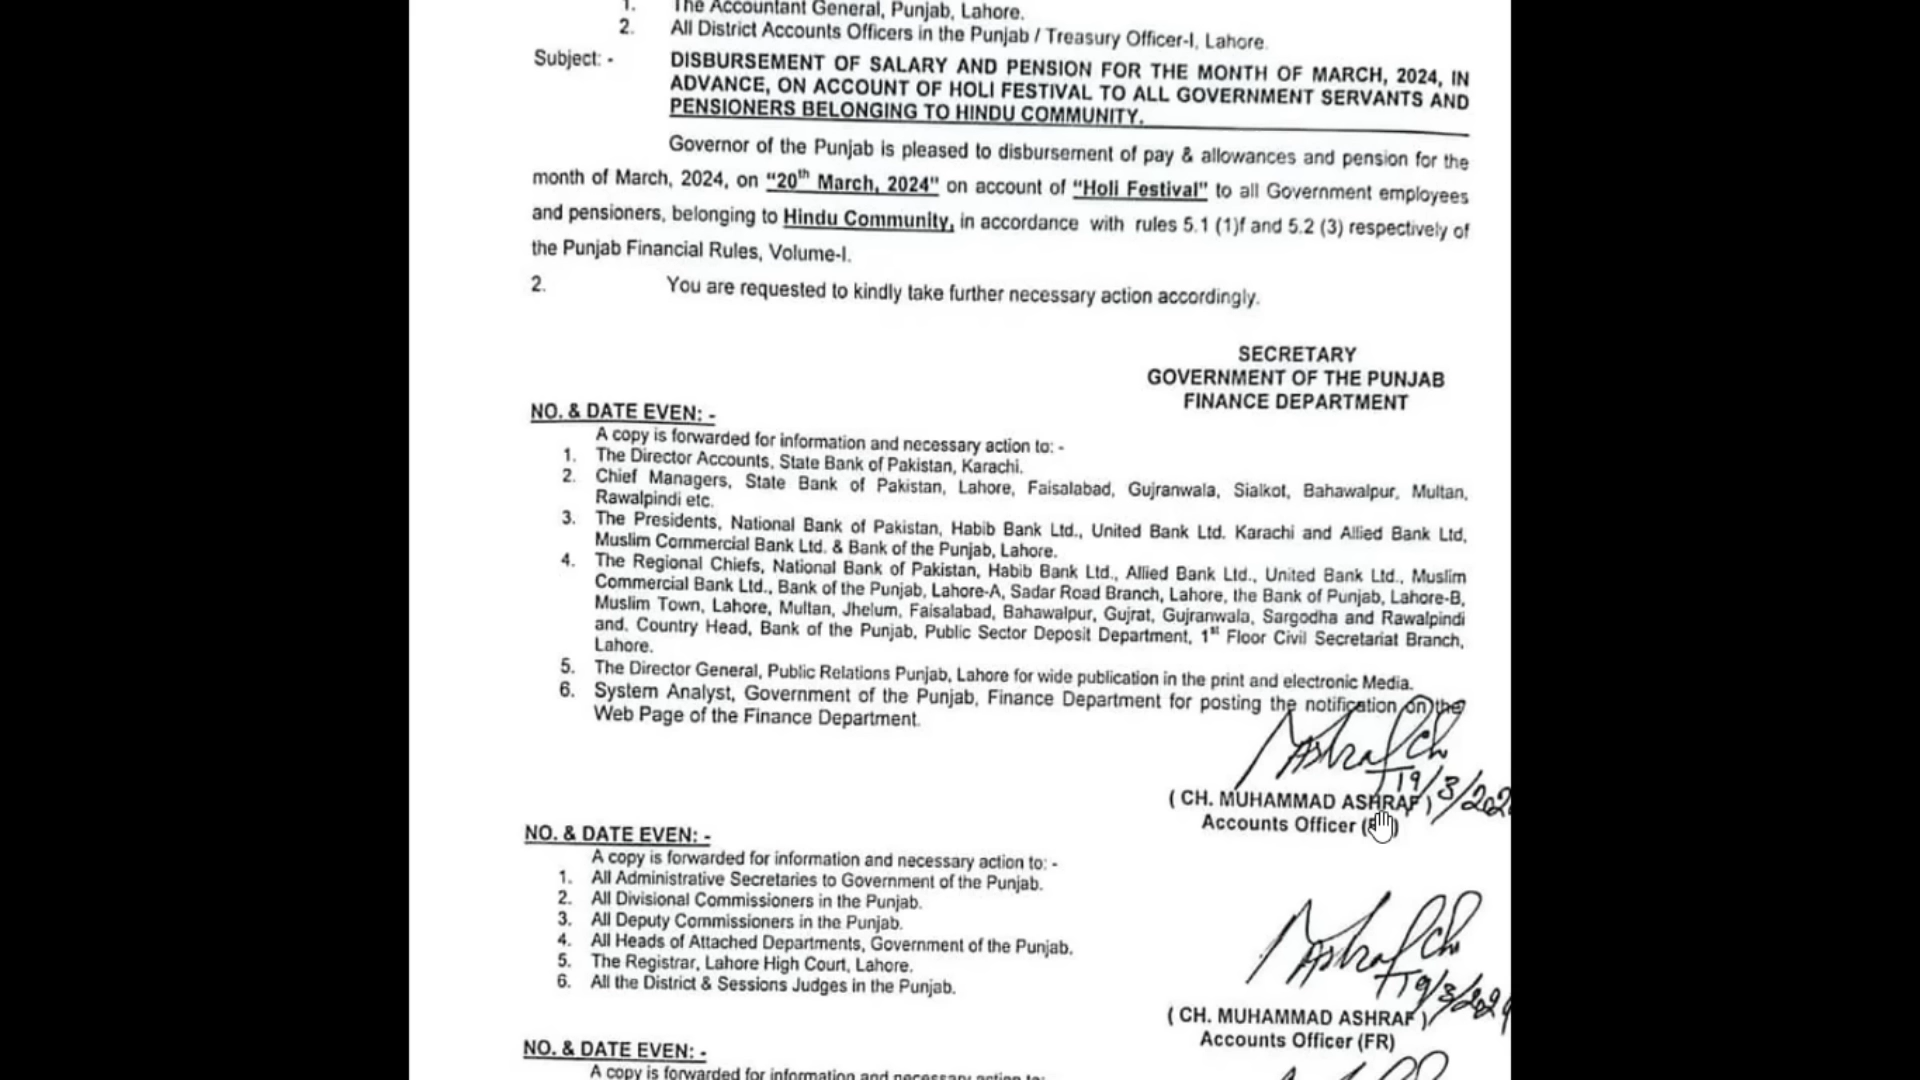 1. The Accountant General, Punjab, Lahore.
2. All District Accounts Officers in the Punjab / Treasury Officer-I, Lahore.
Subject: - DISBURSEMENT OF SALARY AND PENSION FOR THE MONTH OF MARCH, 2024, IN
ADVANCE, ON ACCOUNT OF HOLI FESTIVAL TO ALL GOVERNMENT SERVANTS AND
PENSIONERS BELONGING TO HINDU COMMUNITY.
Governor of the Punjab is pleased to disbursement of pay & allowances and pension for the
month of March, 2024, on "20th March, 2024" on account of "Holi Festival" to all Government employees
and pensioners, belonging to Hindu Community, in accordance with rules 5.1 (1)f and 5.2 (3) respectively of
the Punjab Financial Rules, Volume-I.
2. You are requested to kindly take further necessary action accordingly.
SECRETARY
GOVERNMENT OF THE PUNJAB
FINANCE DEPARTMENT
NO. & DATE EVEN: -
A copy is forwarded for information and necessary action to: -
1. The Director Accounts, State Bank of Pakistan, Karachi.
2. Chief Managers, State Bank of Pakistan, Lahore, Faisalabad, Gujranwala, Sialkot, Bahawalpur, Multan,
Rawalpindi etc.
3. The Presidents, National Bank of Pakistan, Habib Bank Ltd., United Bank Ltd. Karachi and Allied Bank Ltd,
Muslim Commercial Bank Ltd. & Bank of the Punjab, Lahore.
4. The Regional Chiefs, National Bank of Pakistan, Habib Bank Ltd., Allied Bank Ltd., United Bank Ltd., Muslim
Commercial Bank Ltd., Bank of the Punjab, Lahore-A, Sadar Road Branch, Lahore, the Bank of Punjab, Lahore-B,
Muslim Town, Lahore, Multan, Jhelum, Faisalabad, Bahawalpur, Gujrat, Gujranwala, Sargodha and Rawalpindi
and. Country Head, Bank of the Punjab, Public Sector Deposit Department, 1st Floor Civil Secretariat Branch,
Lahore.
5. The Director General, Public Relations Punjab, Lahore for wide publication in the print and electronic Media.
6. System Analyst, Government of the Punjab, Finance Department for posting the notification on the
Web Page of the Finance Department.
MAshrafCh
19/3/202
( CH. MUHAMMAD ASHRAF )
Accounts Officer
NO. & DATE EVEN: -
A copy is forwarded for information and necessary action to: -
1. All Administrative Secretaries to Government of the Punjab.
2. All Divisional Commissioners in the Punjab.
3. All Deputy Commissioners in the Punjab.
4. All Heads of Attached Departments, Government of the Punjab.
5. The Registrar, Lahore High Court, Lahore.
6. All the District & Sessions Judges in the Punjab.
MAshrafCh
19/3/2024
( CH. MUHAMMAD ASHRAF )
Accounts Officer (FR)
NO. & DATE EVEN: -
A copy is forwarded for information and necessary action to: